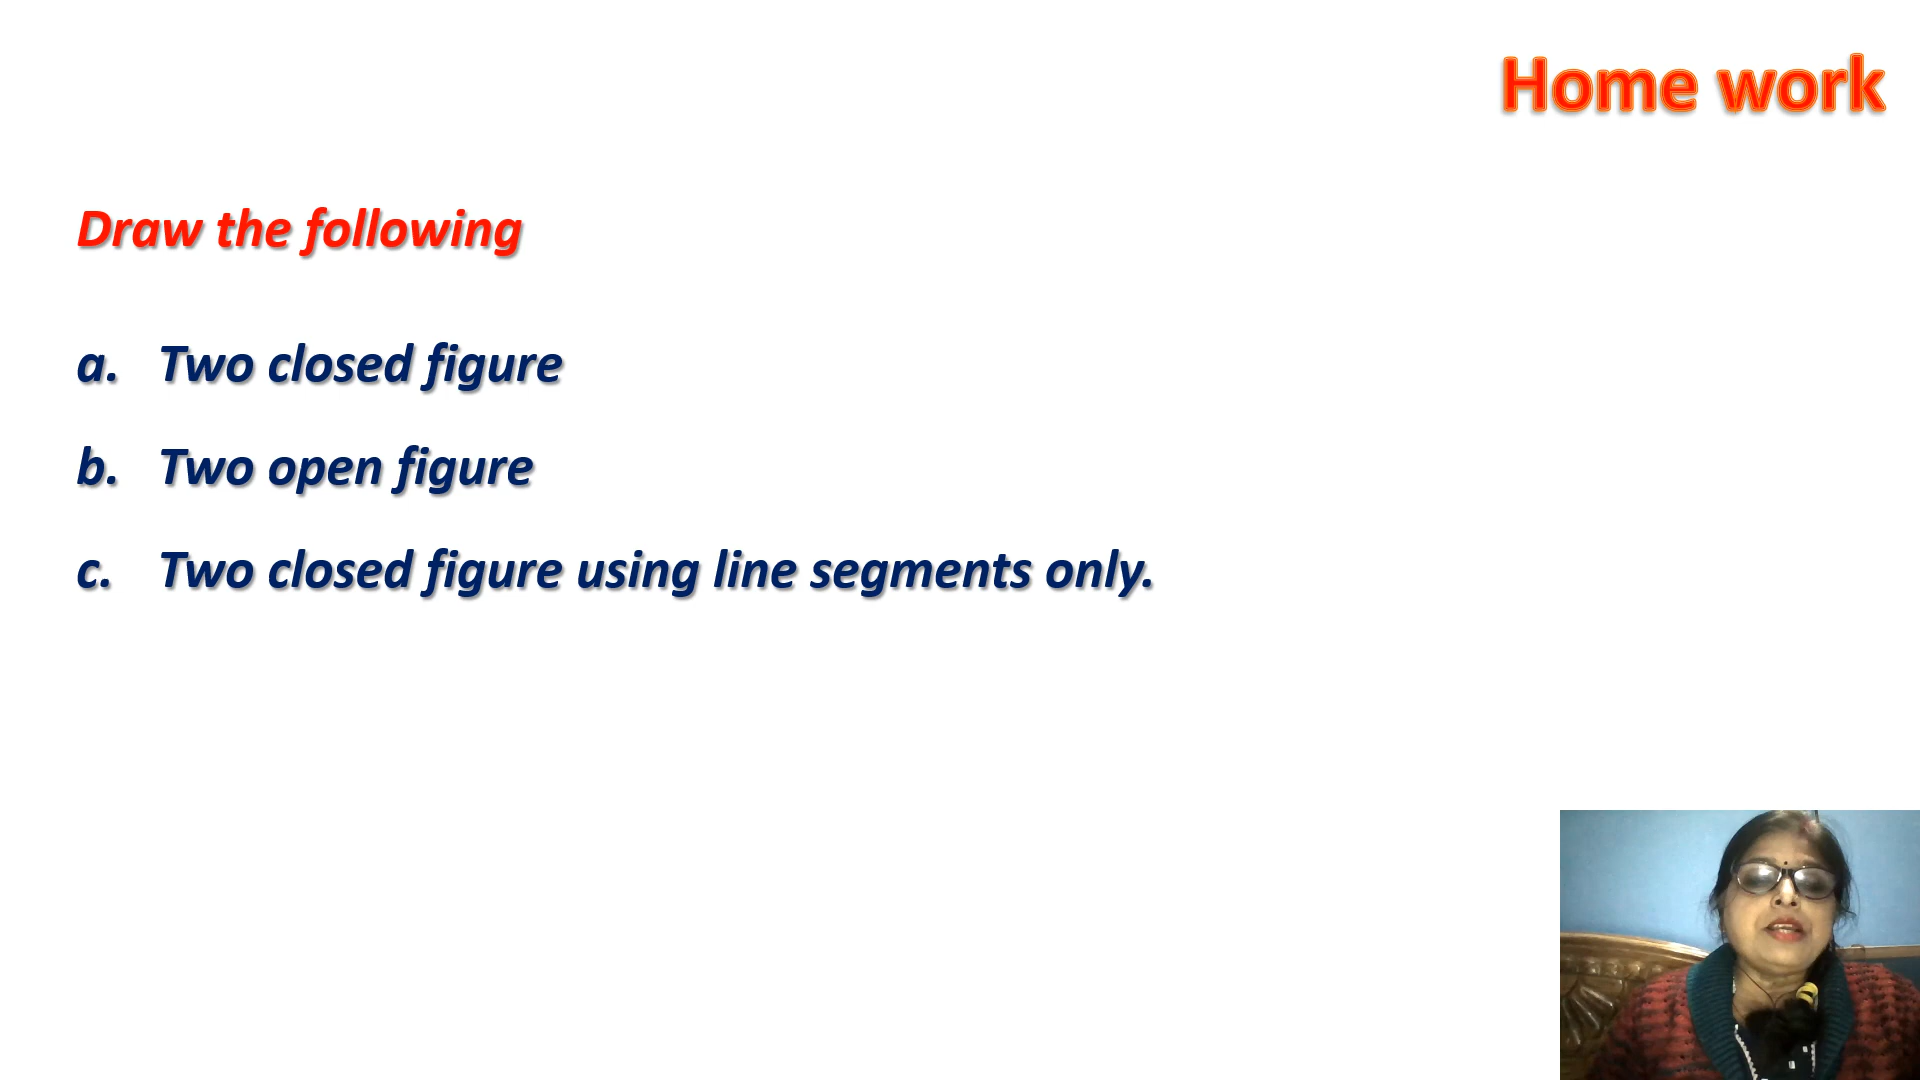 Home work
Draw the following
a. Two closed figure
b. Two open figure
c. Two closed figure using line segments only.